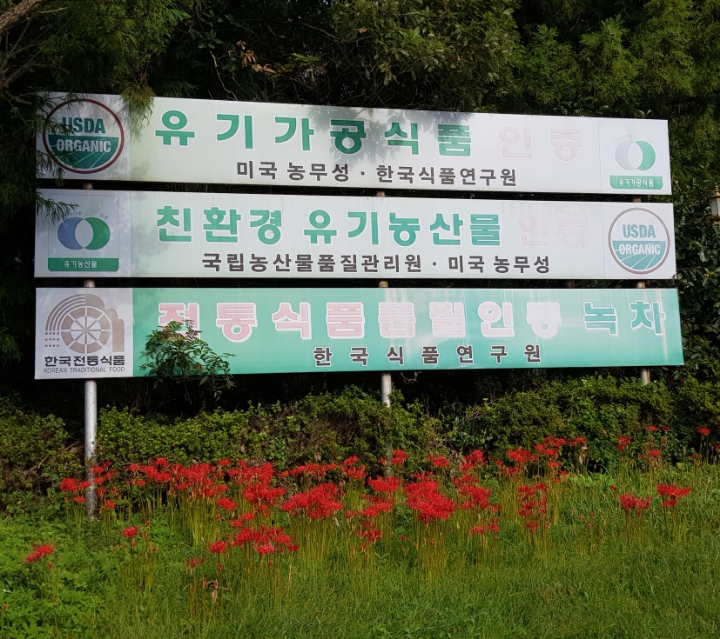 USDA
ORGANIC
유기가공식품 인증
미국 농무성 · 한국식품연구원
유기가공식품
유기농산물
친환경 유기농산물 인증
국립농산물품질관리원 · 미국 농무성
USDA
ORGANIC
한국전통식품
KOREAN TRADITIONAL FOOD
전통식품품질인증 녹차
한국식품연구원